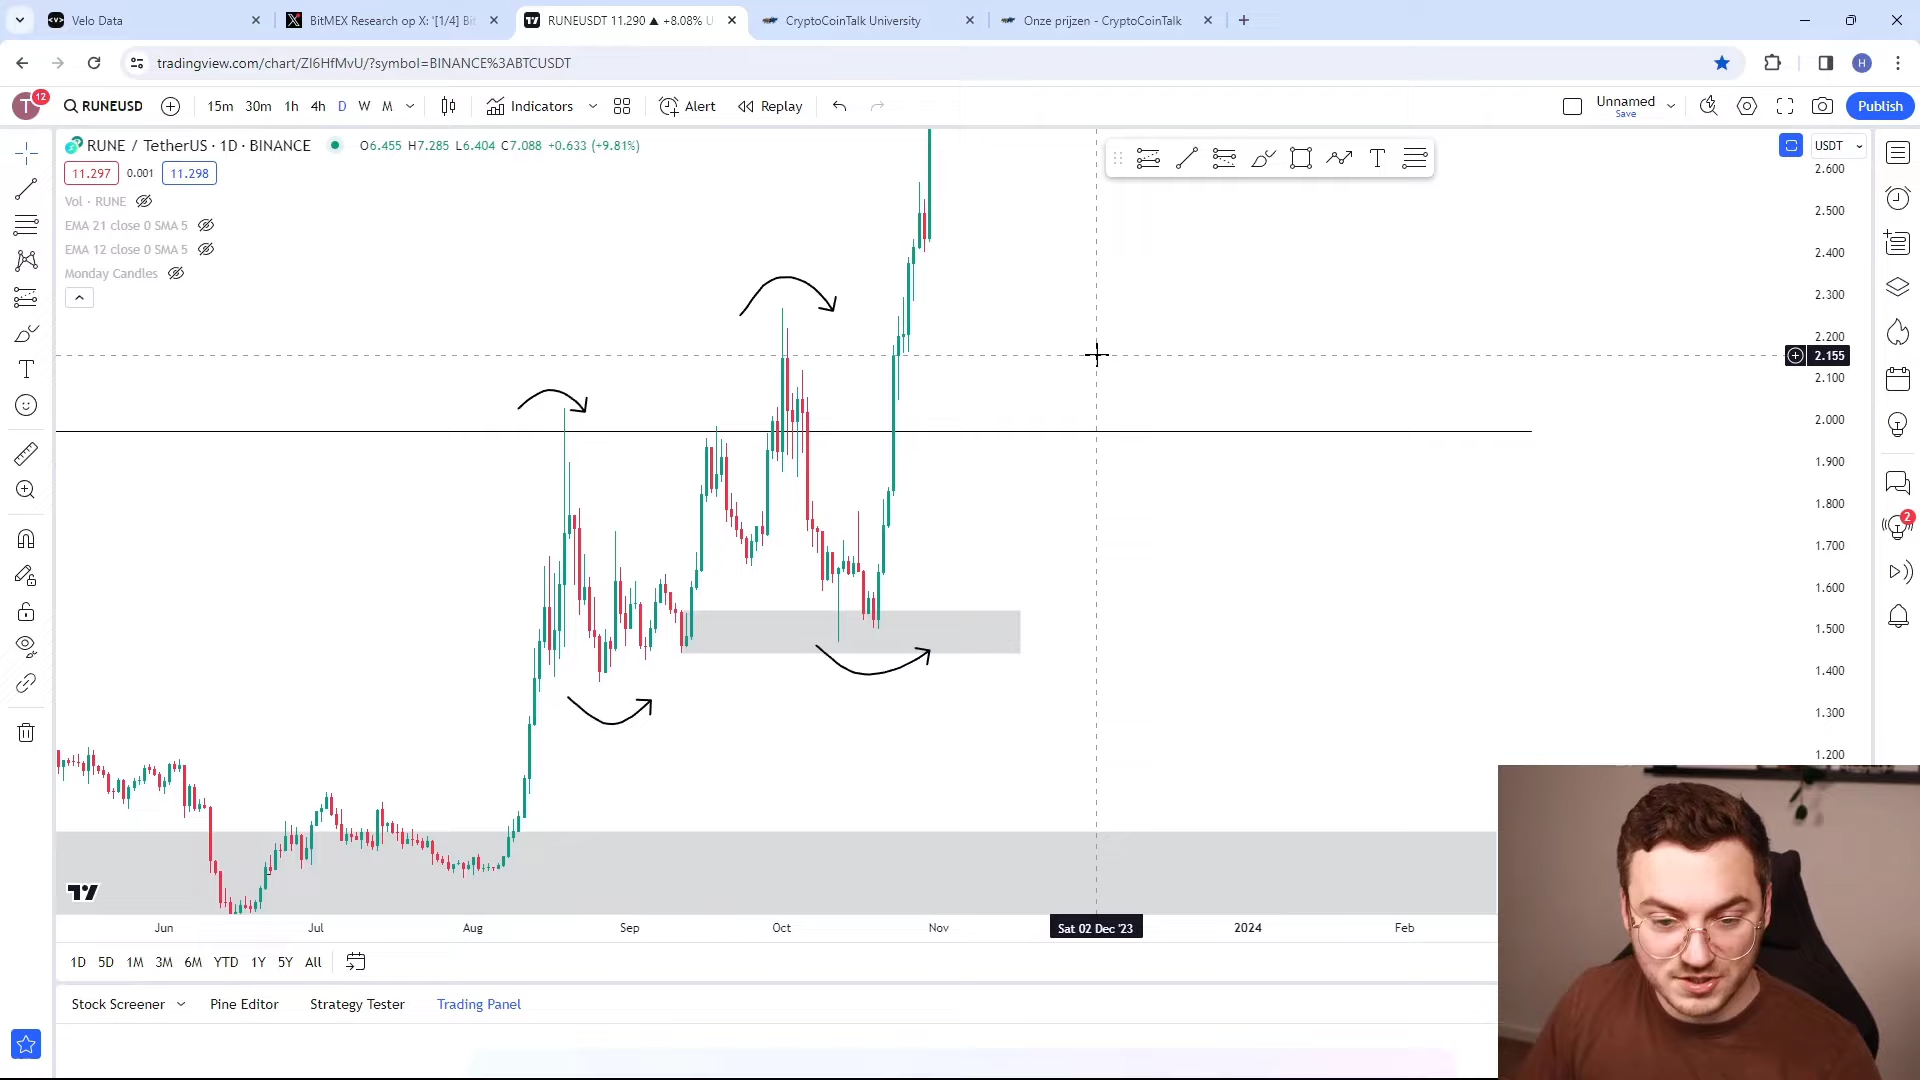 Velo Data
BitMEX Research op X: '[1/4] Bit
RUNEUSDT 11.290 ▲ +8.08% U
CryptoCoinTalk University
Onze prijzen - CryptoCoinTalk
tradingview.com/chart/ZI6HfMvU/?symbol=BINANCE%3ABTCUSDT
H
T
12
RUNEUSD
15m 30m 1h 4h D W M
Indicators
Alert
Replay
Unnamed
Save
Publish
RUNE / TetherUS · 1D · BINANCE
O6.455 H7.285 L6.404 C7.088 +0.633 (+9.81%)
USDT
11.297 0.001 11.298
Vol · RUNE
EMA 21 close 0 SMA 5
EMA 12 close 0 SMA 5
Monday Candles
2.600
2.500
2.400
2.300
2.200
2.155
2.100
2.000
1.900
1.800
1.700
1.600
1.500
1.400
1.300
1.200
2
Jun Jul Aug Sep Oct Nov Sat 02 Dec '23 2024 Feb
1D 5D 1M 3M 6M YTD 1Y 5Y All
Stock Screener Pine Editor Strategy Tester Trading Panel